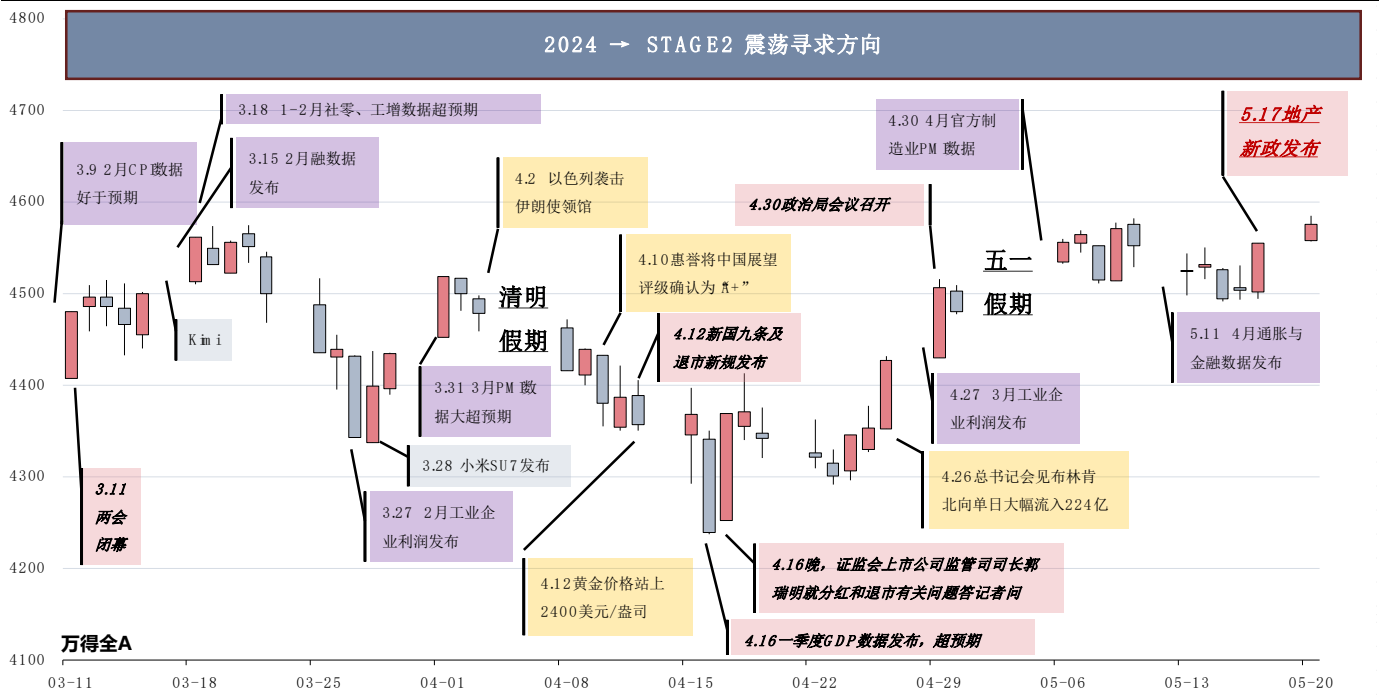 4800
2024 → STAGE2 震荡寻求方向
4700
3.18 1-2月社零、工增数据超预期
3.15 2月融数据
发布
3.9 2月CPI数据
好于预期
4.2 以色列袭击
伊朗使领馆
4.30 4月官方制
造业PMI数据
5.17地产
新政发布
4600
4.30政治局会议召开
4.10惠誉将中国展望
评级确认为“A+”
五一
假期
4500
清明
假期
Kimi
4.12新国九条及
退市新规发布
5.11 4月通胀与
金融数据发布
4400
3.31 3月PMI数
据大超预期
4.27 3月工业企
业利润发布
3.28 小米SU7发布
4300
4.26总书记会见布林肯
北向单日大幅流入224亿
3.11
两会
闭幕
3.27 2月工业企
业利润发布
4200
4.12黄金价格站上
2400美元/盎司
4.16晚，证监会上市公司监管司司长郭
瑞明就分红和退市有关问题答记者问
4.16一季度GDP数据发布，超预期
万得全A
4100
03-11 03-18 03-25 04-01 04-08 04-15 04-22 04-29 05-06 05-13 05-20